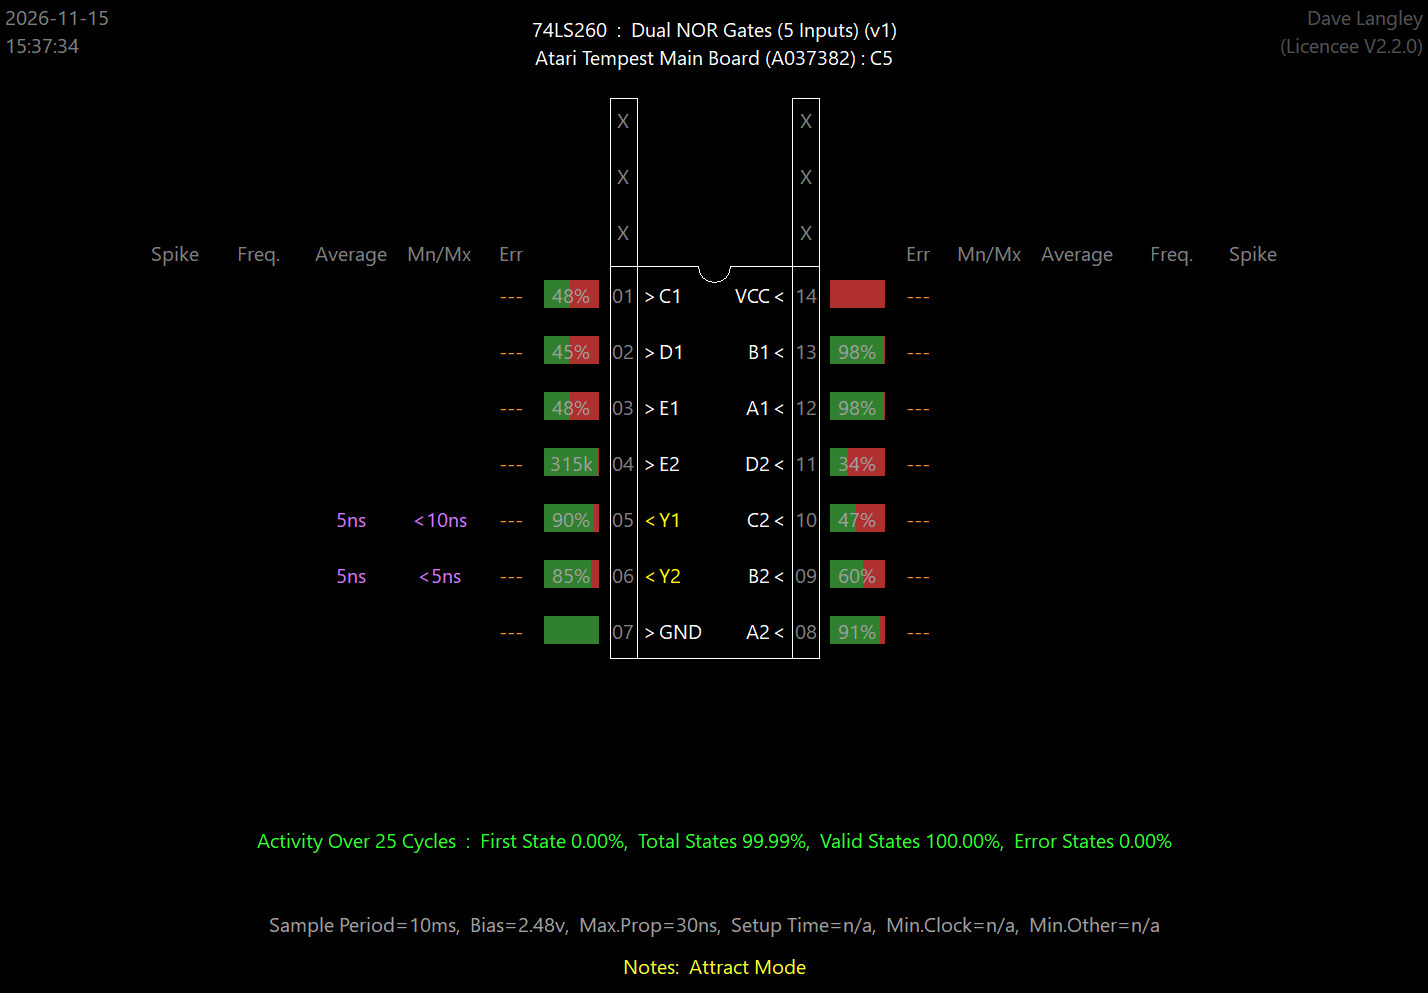 2026-11-15
15:37:34
74LS260 : Dual NOR Gates (5 Inputs) (v1)
Atari Tempest Main Board (A037382) : C5
Dave Langley
(Licencee V2.2.0)
X X
X X
X X
Spike Freq. Average Mn/Mx Err Err Mn/Mx Average Freq. Spike
--- 48% 01 > C1 VCC < 14 ---
--- 45% 02 > D1 B1 < 13 98% ---
--- 48% 03 > E1 A1 < 12 98% ---
--- 315k 04 > E2 D2 < 11 34% ---
5ns <10ns --- 90% 05 < Y1 C2 < 10 47% ---
5ns <5ns --- 85% 06 < Y2 B2 < 09 60% ---
--- 07 > GND A2 < 08 91% ---
Activity Over 25 Cycles : First State 0.00%, Total States 99.99%, Valid States 100.00%, Error States 0.00%
Sample Period=10ms, Bias=2.48v, Max.Prop=30ns, Setup Time=n/a, Min.Clock=n/a, Min.Other=n/a
Notes: Attract Mode